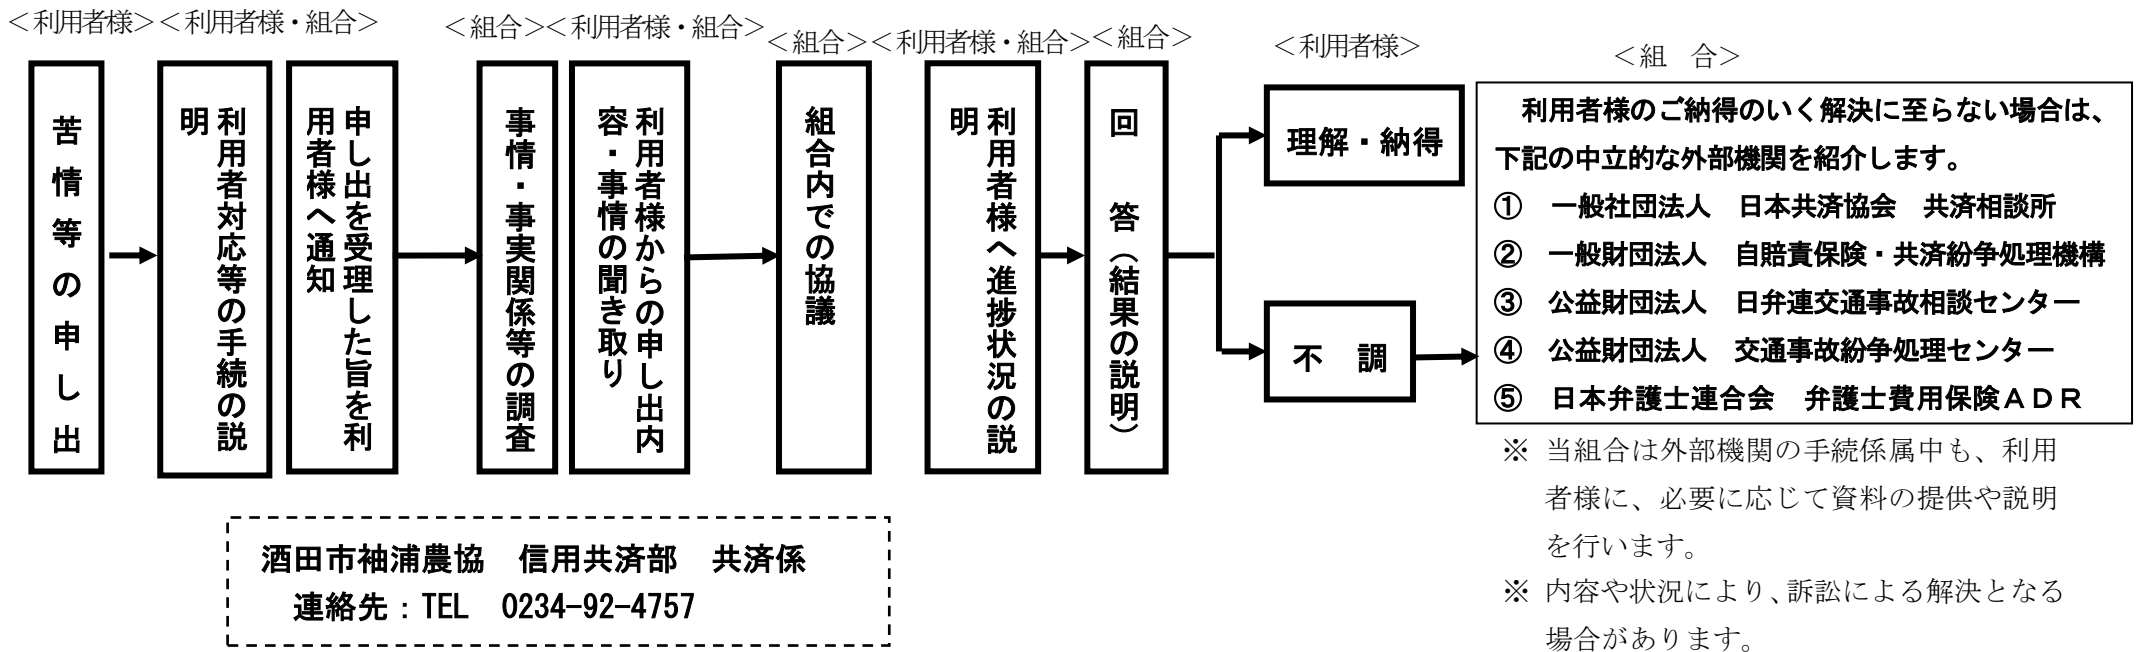 ＜利用者様＞＜利用者様・組合＞
＜組合＞＜利用者様・組合＞
＜組合＞＜利用者様・組合＞＜組合＞
＜利用者様＞
＜組　合＞
苦情等の申し出
利用者対応等の手続の説
明
申し出を受理した旨を利
用者様へ通知
事情・事実関係等の調査
利用者様からの申し出内
容・事情の聞き取り
組合内での協議
利用者様へ進捗状況の説
明
回　答（結果の説明）
理解・納得
不　調
利用者様のご納得のいく解決に至らない場合は、
下記の中立的な外部機関を紹介します。
①　一般社団法人　日本共済協会　共済相談所
②　一般財団法人　自賠責保険・共済紛争処理機構
③　公益財団法人　日弁連交通事故相談センター
④　公益財団法人　交通事故紛争処理センター
⑤　日本弁護士連合会　弁護士費用保険ＡＤＲ
※ 当組合は外部機関の手続係属中も、利用
者様に、必要に応じて資料の提供や説明
を行います。
※ 内容や状況により、訴訟による解決となる
場合があります。
酒田市袖浦農協　信用共済部　共済係
連絡先：TEL　0234-92-4757